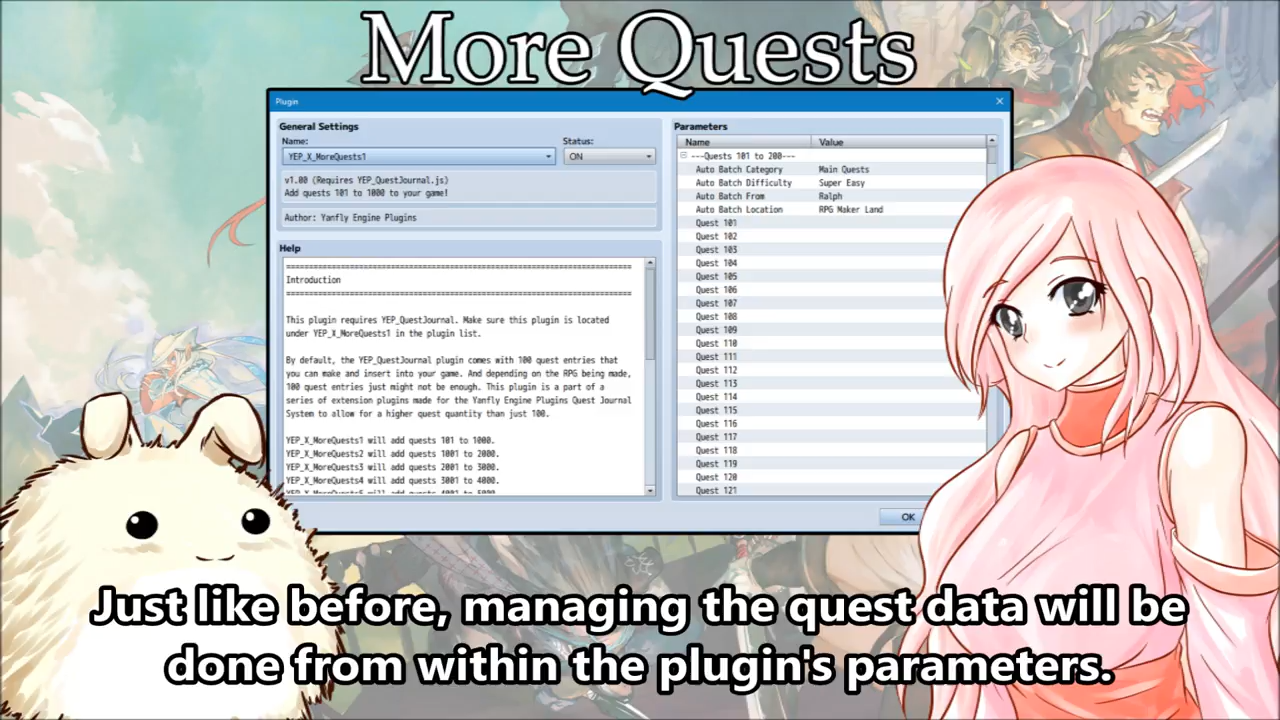 More Quests
Plugin
General Settings
Name:
Status:
YEP_X_MoreQuests1
ON
v1.00 (Requires YEP_QuestJournal.js)
Add quests 101 to 1000 to your game!
Author: Yanfly Engine Plugins
Help
================================================================================
Introduction
================================================================================
This plugin requires YEP_QuestJournal. Make sure this plugin is located
under YEP_X_MoreQuests1 in the plugin list.
By default, the YEP_QuestJournal plugin comes with 100 quest entries that
you can make and insert into your game. And depending on the RPG being made,
100 quest entries just might not be enough. This plugin is a part of a
series of extension plugins made for the Yanfly Engine Plugins Quest Journal
System to allow for a higher quest quantity than just 100.
YEP_X_MoreQuests1 will add quests 101 to 1000.
YEP_X_MoreQuests2 will add quests 1001 to 2000.
YEP_X_MoreQuests3 will add quests 2001 to 3000.
YEP_X_MoreQuests4 will add quests 3001 to 4000.
YEP_X_MoreQuests5 will add quests 4001 to 5000.
Parameters
Name Value
---Quests 101 to 200---
Auto Batch Category Main Quests
Auto Batch Difficulty Super Easy
Auto Batch From Ralph
Auto Batch Location RPG Maker Land
Quest 101
Quest 102
Quest 103
Quest 104
Quest 105
Quest 106
Quest 107
Quest 108
Quest 109
Quest 110
Quest 111
Quest 112
Quest 113
Quest 114
Quest 115
Quest 116
Quest 117
Quest 118
Quest 119
Quest 120
Quest 121
OK
Just like before, managing the quest data will be
done from within the plugin's parameters.